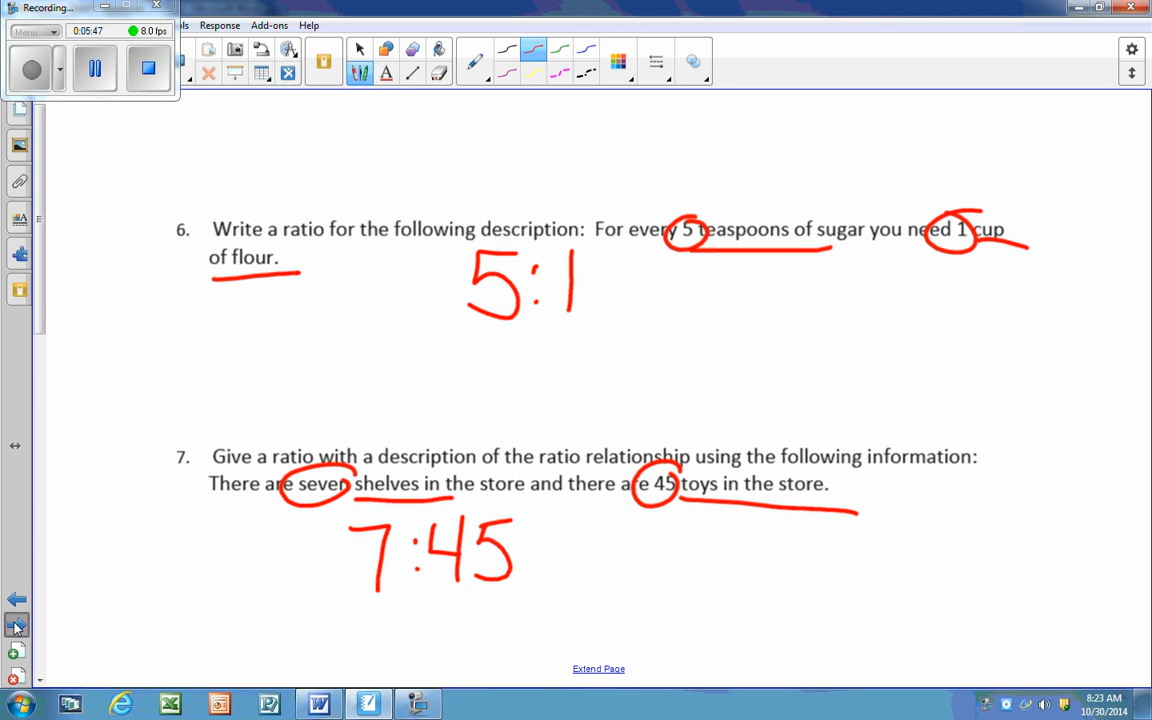 Recording...
Menu
0:05:47
8.0 fps
Response Add-ons Help
6. Write a ratio for the following description: For every 5 teaspoons of sugar you need 1 cup
of flour.
5:1
7. Give a ratio with a description of the ratio relationship using the following information:
There are seven shelves in the store and there are 45 toys in the store.
7:45
Extend Page
8:23 AM
10/30/2014